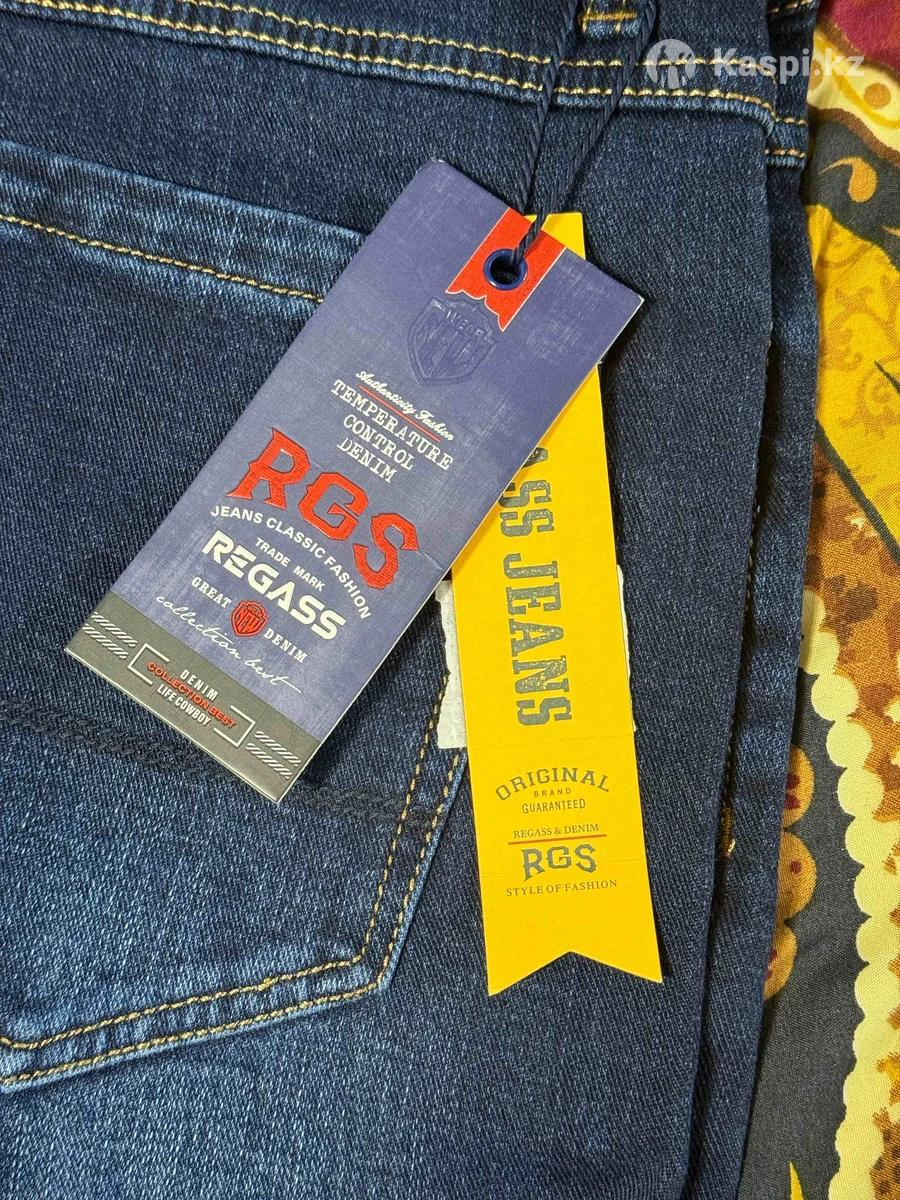 Kaspi.kz
Authenticity Fashion
TEMPERATURE
CONTROL
DENIM
RGS
JEANS CLASSIC FASHION
TRADE MARK
REGASS
GREAT DENIM
collection best
DENIM
COLLECTION BEST
LIFE COWBOY
JEANS
ORIGINAL
BRAND
GUARANTEED
REGASS & DENIM
RGS
STYLE OF FASHION